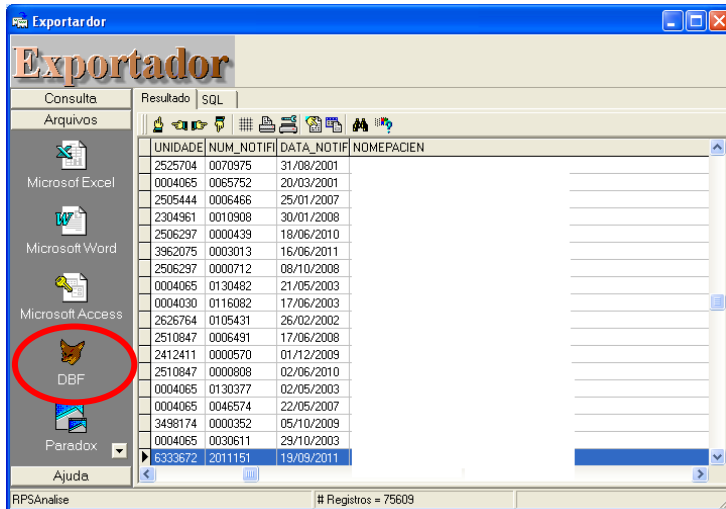 Exportardor
Exportador
Consulta
Arquivos
Microsof Excel
Microsoft Word
Microsoft Access
DBF
Paradox
Ajuda
Resultado SQL
UNIDADE NUM_NOTIFI DATA_NOTIF NOMEPACIEN
2525704 0070975 31/08/2001
0004065 0065752 20/03/2001
2505444 0006466 25/01/2007
2304961 0010908 30/01/2008
2506297 0000439 18/06/2010
3962075 0003013 16/06/2011
2506297 0000712 08/10/2008
0004065 0130482 21/05/2003
0004030 0116082 17/06/2003
2626764 0105431 26/02/2002
2510847 0006491 17/06/2008
2412411 0000570 01/12/2009
2510847 0000808 02/06/2010
0004065 0130377 02/05/2003
0004065 0046574 22/05/2007
3498174 0000352 05/10/2009
0004065 0030611 29/10/2003
6333672 2011151 19/09/2011
RPSAnalise # Registros = 75609